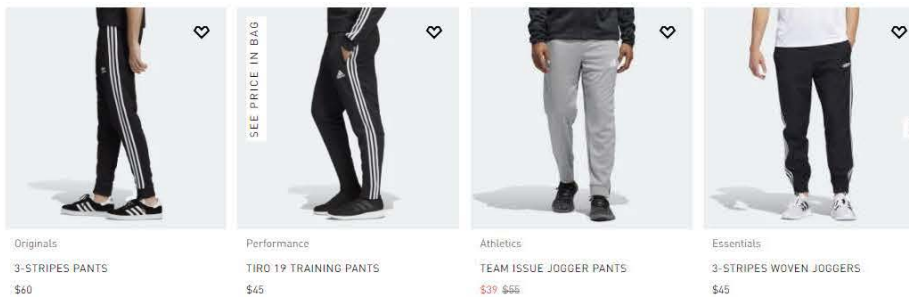 SEE PRICE IN BAG
Originals
3-STRIPES PANTS
$60
Performance
TIRO 19 TRAINING PANTS
$45
Athletics
TEAM ISSUE JOGGER PANTS
$39 $55
Essentials
3-STRIPES WOVEN JOGGERS
$45